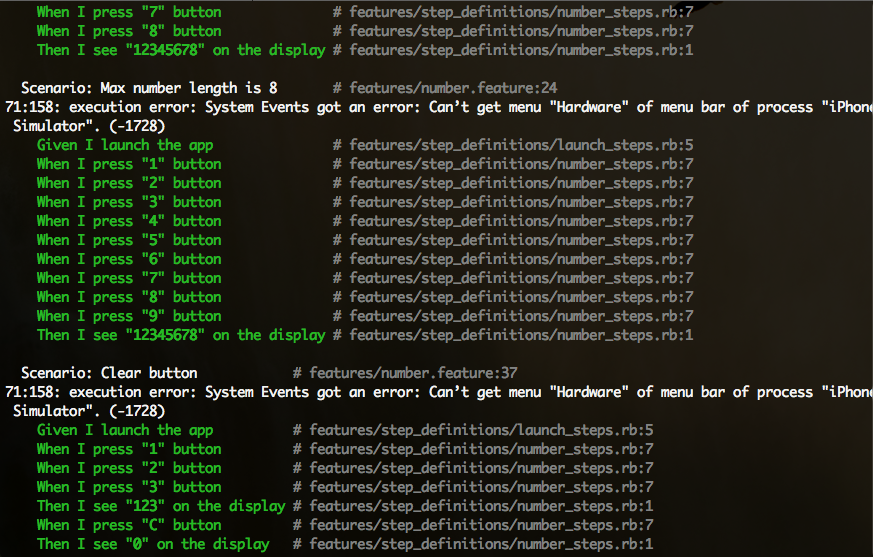 When I press "7" button # features/step_definitions/number_steps.rb:7
When I press "8" button # features/step_definitions/number_steps.rb:7
Then I see "12345678" on the display # features/step_definitions/number_steps.rb:1
Scenario: Max number length is 8 # features/number.feature:24
71:158: execution error: System Events got an error: Can’t get menu "Hardware" of menu bar of process "iPhone
Simulator". (-1728)
Given I launch the app # features/step_definitions/launch_steps.rb:5
When I press "1" button # features/step_definitions/number_steps.rb:7
When I press "2" button # features/step_definitions/number_steps.rb:7
When I press "3" button # features/step_definitions/number_steps.rb:7
When I press "4" button # features/step_definitions/number_steps.rb:7
When I press "5" button # features/step_definitions/number_steps.rb:7
When I press "6" button # features/step_definitions/number_steps.rb:7
When I press "7" button # features/step_definitions/number_steps.rb:7
When I press "8" button # features/step_definitions/number_steps.rb:7
When I press "9" button # features/step_definitions/number_steps.rb:7
Then I see "12345678" on the display # features/step_definitions/number_steps.rb:1
Scenario: Clear button # features/number.feature:37
71:158: execution error: System Events got an error: Can’t get menu "Hardware" of menu bar of process "iPhone
Simulator". (-1728)
Given I launch the app # features/step_definitions/launch_steps.rb:5
When I press "1" button # features/step_definitions/number_steps.rb:7
When I press "2" button # features/step_definitions/number_steps.rb:7
When I press "3" button # features/step_definitions/number_steps.rb:7
Then I see "123" on the display # features/step_definitions/number_steps.rb:1
When I press "C" button # features/step_definitions/number_steps.rb:7
Then I see "0" on the display # features/step_definitions/number_steps.rb:1